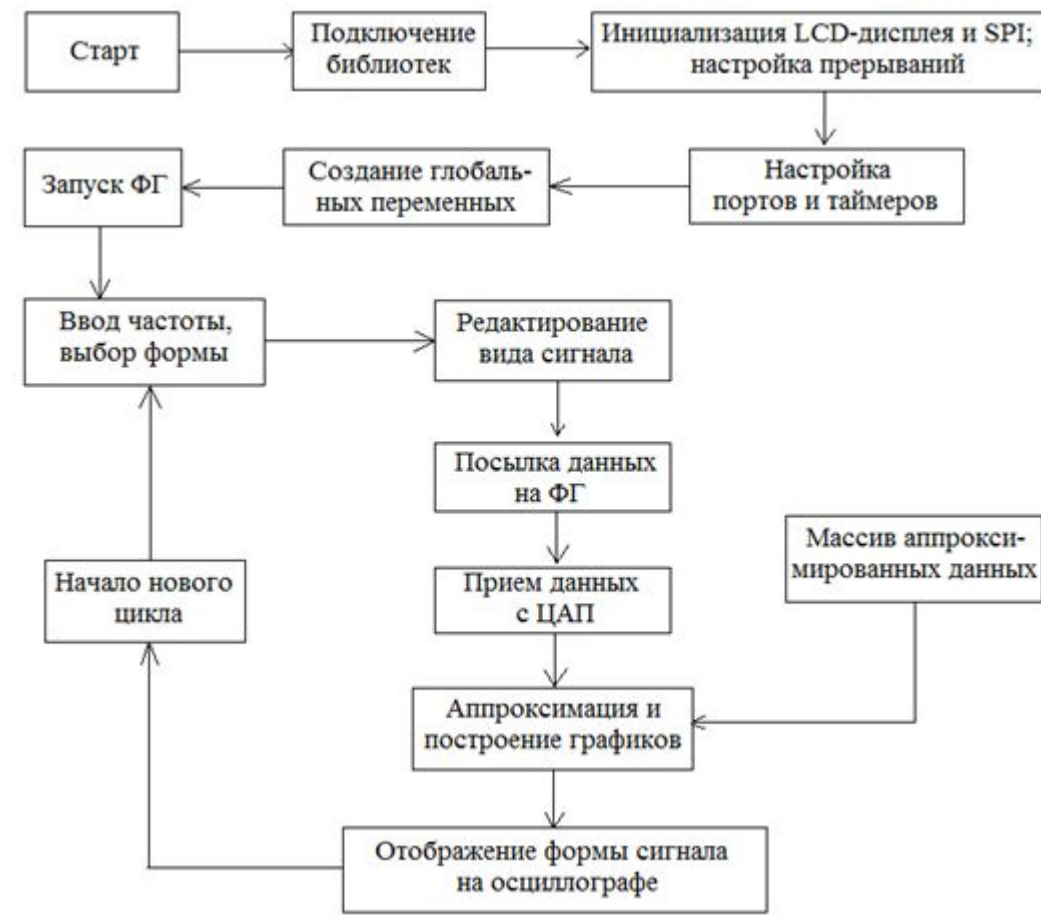 Старт
Подключение
библиотек
Инициализация LCD-дисплея и SPI;
настройка прерываний
Запуск ФГ
Создание глобаль-
ных переменных
Настройка
портов и таймеров
Ввод частоты,
выбор формы
Редактирование
вида сигнала
Посылка данных
на ФГ
Массив аппрокси-
мированных данных
Начало нового
цикла
Прием данных
с ЦАП
Аппроксимация и
построение графиков
Отображение формы сигнала
на осциллографе